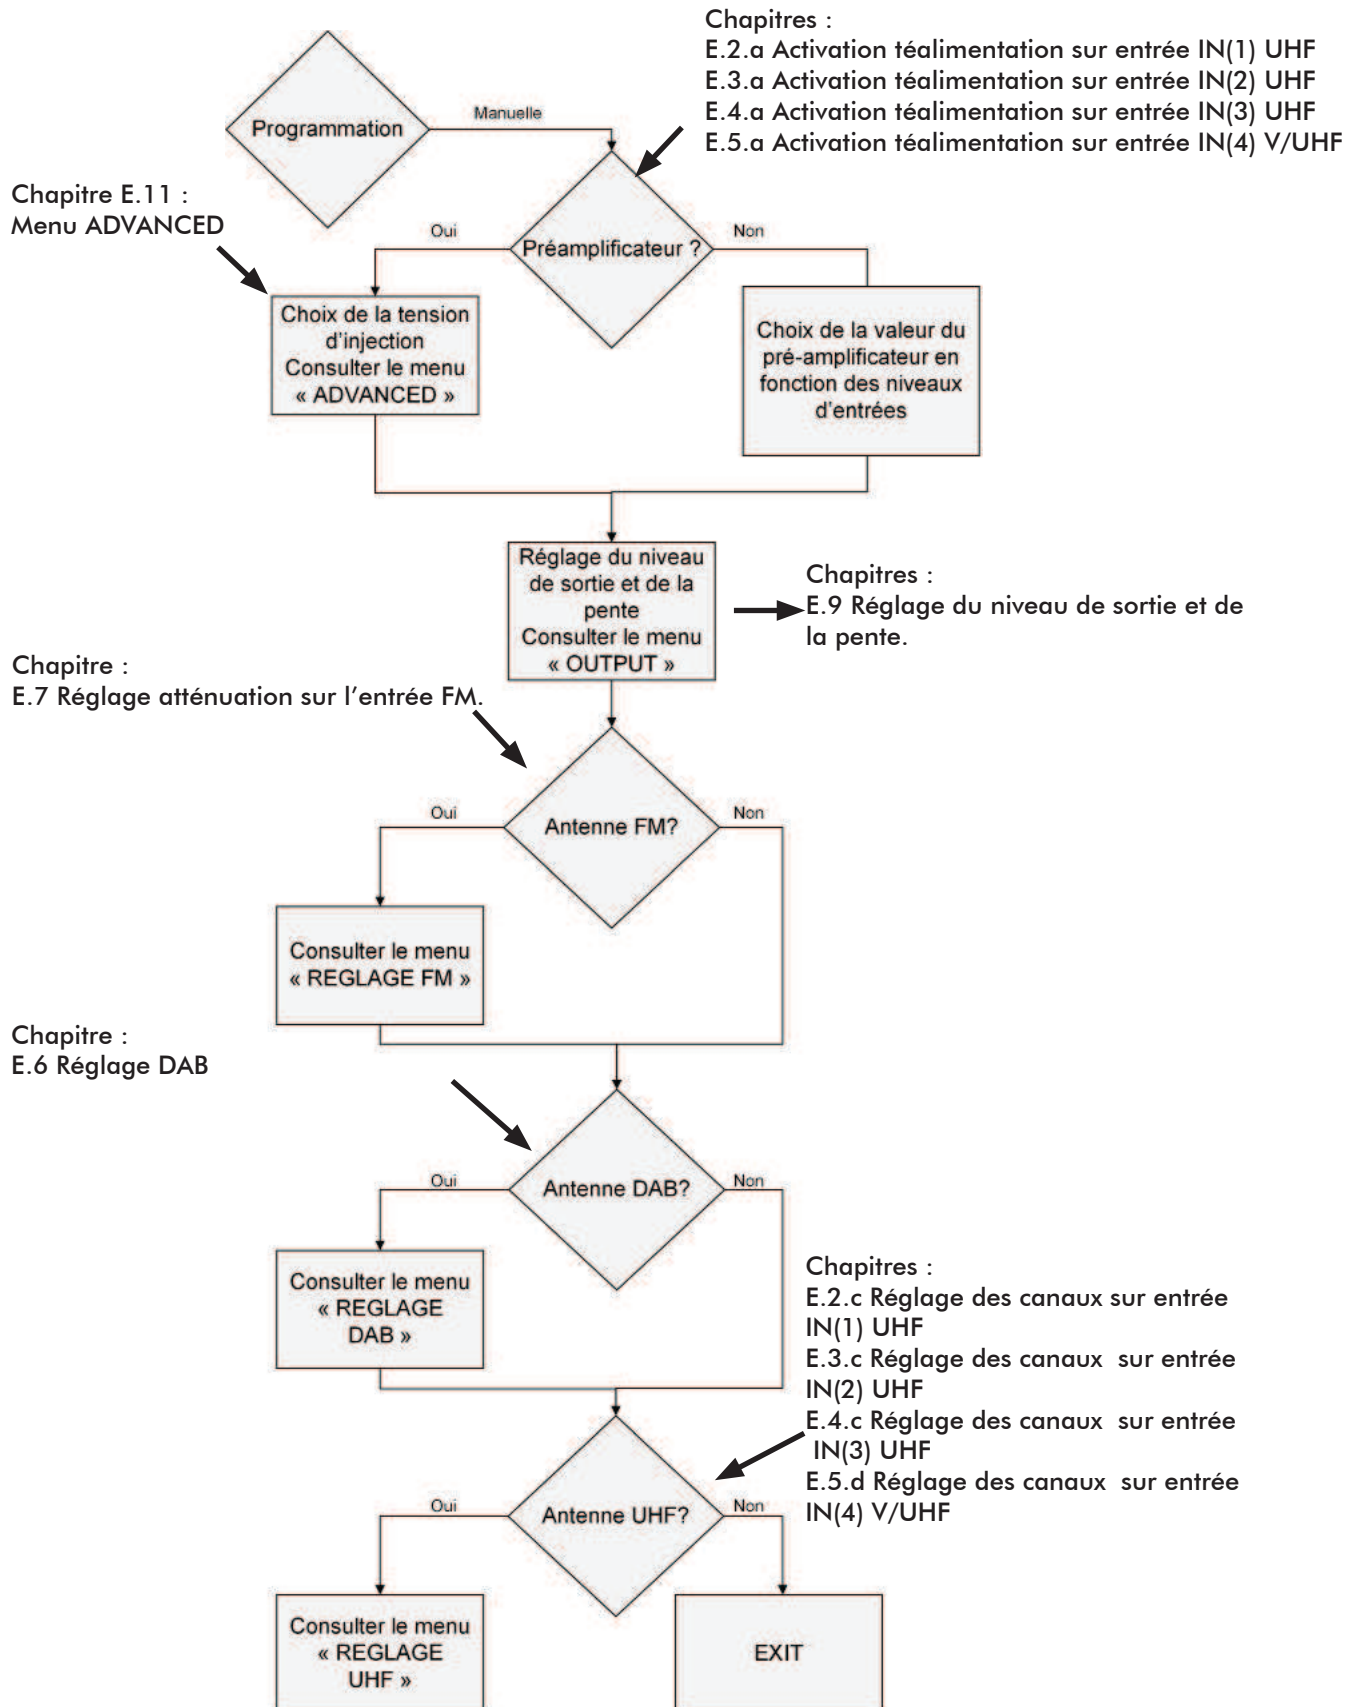 Chapitres :
E.2.a Activation téalimentation sur entrée IN(1) UHF
E.3.a Activation téalimentation sur entrée IN(2) UHF
E.4.a Activation téalimentation sur entrée IN(3) UHF
E.5.a Activation téalimentation sur entrée IN(4) V/UHF
Programmation
Manuelle
Chapitre E.11 :
Menu ADVANCED
Préamplificateur ?
Oui
Non
Choix de la tension
d'injection
Consulter le menu
« ADVANCED »
Choix de la valeur du
pré-amplificateur en
fonction des niveaux
d'entrées
Réglage du niveau
de sortie et de la
pente
Consulter le menu
« OUTPUT »
Chapitres :
E.9 Réglage du niveau de sortie et de
la pente.
Chapitre :
E.7 Réglage atténuation sur l'entrée FM.
Oui
Antenne FM?
Non
Consulter le menu
« REGLAGE FM »
Chapitre :
E.6 Réglage DAB
Oui
Antenne DAB?
Non
Consulter le menu
« REGLAGE
DAB »
Chapitres :
E.2.c Réglage des canaux sur entrée
IN(1) UHF
E.3.c Réglage des canaux  sur entrée
IN(2) UHF
E.4.c Réglage des canaux  sur entrée
IN(3) UHF
E.5.d Réglage des canaux  sur entrée
IN(4) V/UHF
Oui
Antenne UHF?
Non
Consulter le menu
« REGLAGE
UHF »
EXIT